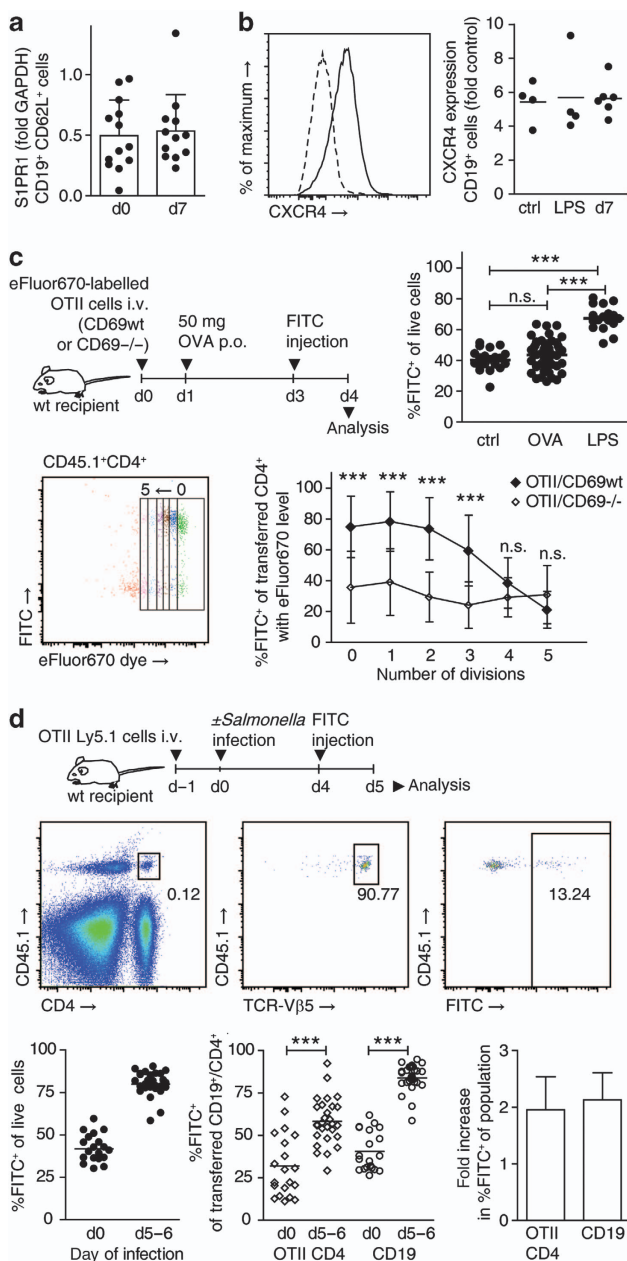 a
S1PR1 (fold GAPDH)
CD19⁺ CD62L⁺ cells
1.0
0.5
0.0
d0 d7
b
% of maximum →
CXCR4 →
CXCR4 expression
CD19⁺ cells (fold control)
10
8
6
4
2
0
ctrl LPS d7
c
eFluor670-labelled
OTII cells i.v.
(CD69wt
or CD69−/−)
50 mg
OVA p.o.
FITC
injection
wt recipient
d0 d1 d3 d4
Analysis
%FITC⁺ of live cells
100
80
60
40
20
0
***
n.s.
***
ctrl OVA LPS
CD45.1⁺CD4⁺
5 ← 0
FITC →
eFluor670 dye →
%FITC⁺ of transferred CD4⁺
with eFluor670 level
100
80
60
40
20
0
*** *** *** *** n.s. n.s.
OTII/CD69wt
OTII/CD69-/-
0 1 2 3 4 5
Number of divisions
d
OTII Ly5.1 cells i.v.
±Salmonella
infection
FITC
injection
wt recipient
d−1 d0 d4 d5
Analysis
CD45.1 →
0.12
CD4 →
CD45.1 →
90.77
TCR-Vβ5 →
CD45.1 →
13.24
FITC →
%FITC⁺ of live cells
100
75
50
25
0
d0 d5−6
Day of infection
%FITC⁺
of transferred CD19⁺/CD4⁺
100
75
50
25
0
*** ***
d0 d5−6 d0 d5−6
OTII CD4 CD19
Fold increase
in %FITC⁺ of population
3
2
1
0
OTII CD19
CD4